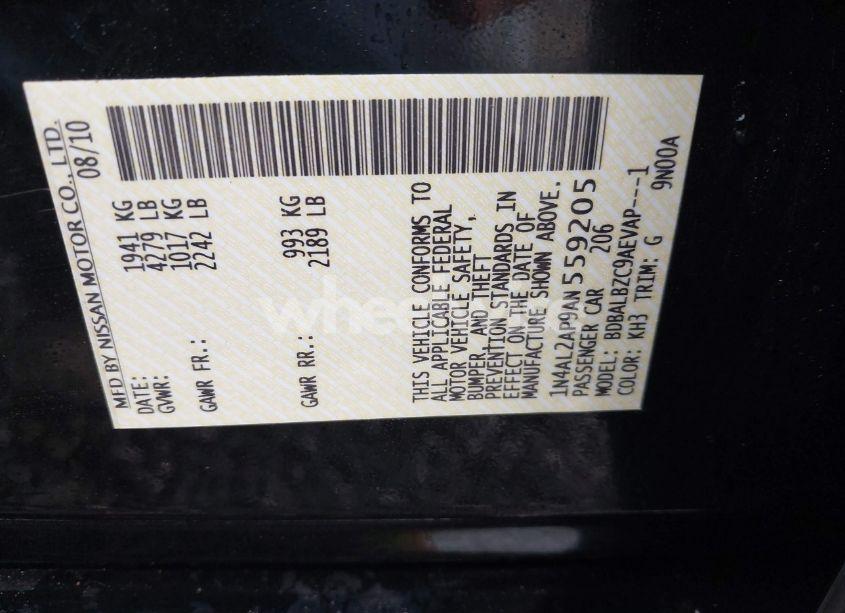 MFD BY NISSAN MOTOR CO., LTD.
DATE: 08/10
GVWR: 1941 KG
4279 LB
GAWR FR.: 1017 KG
2242 LB
GAWR RR.: 993 KG
2189 LB
THIS VEHICLE CONFORMS TO
ALL APPLICABLE FEDERAL
MOTOR VEHICLE SAFETY,
BUMPER, AND THEFT
PREVENTION STANDARDS IN
EFFECT ON THE DATE OF
MANUFACTURE SHOWN ABOVE.
1N4AL2AP9AN559205
PASSENGER CAR 206
MODEL: BDBALBZC9AEVAP---1
COLOR: KH3 TRIM: G 9N00A